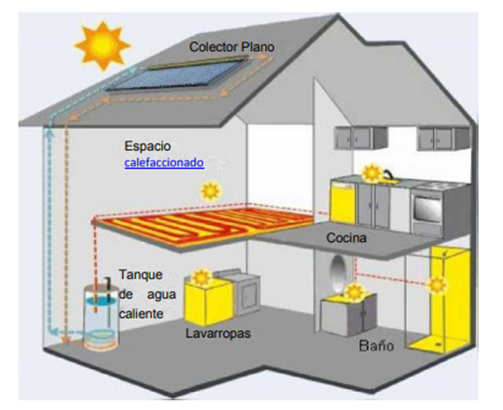 Colector Plano
Espacio
calefaccionado
Cocina
Tanque
de agua
caliente
Lavarropas
Baño